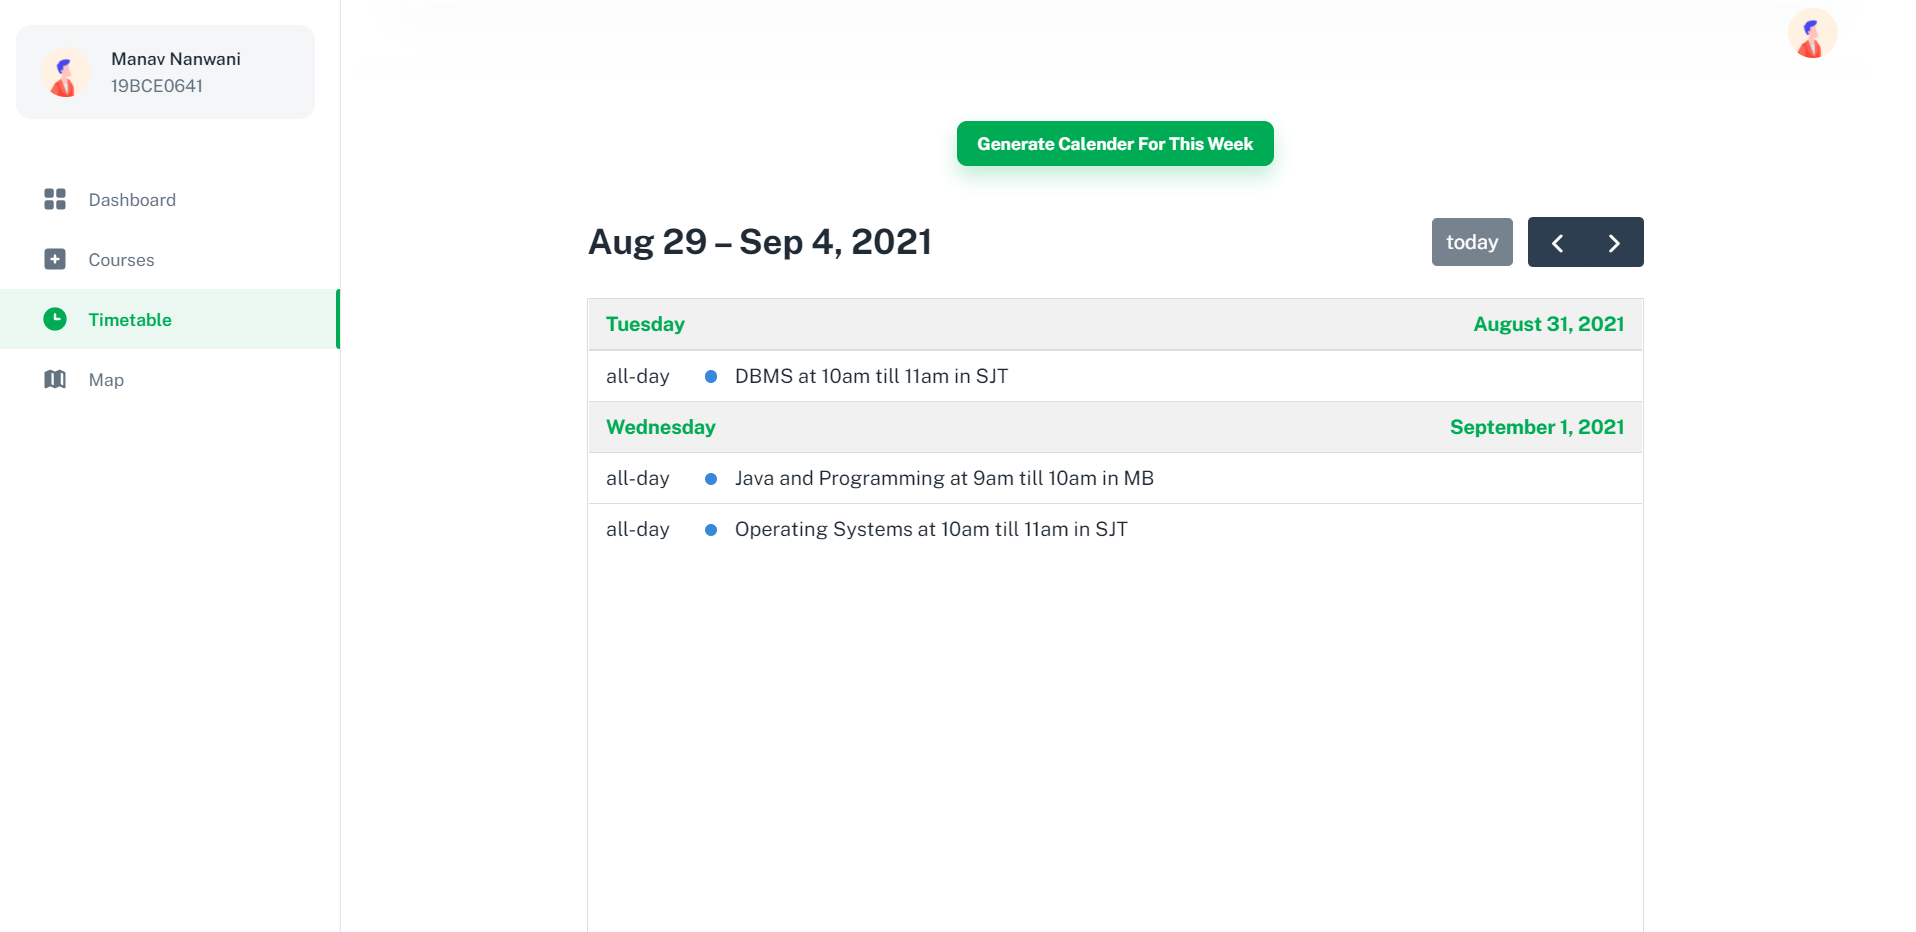 Manav Nanwani
19BCE0641
Dashboard
Courses
Timetable
Map
Generate Calender For This Week
Aug 29 – Sep 4, 2021
today
Tuesday August 31, 2021
all-day DBMS at 10am till 11am in SJT
Wednesday September 1, 2021
all-day Java and Programming at 9am till 10am in MB
all-day Operating Systems at 10am till 11am in SJT